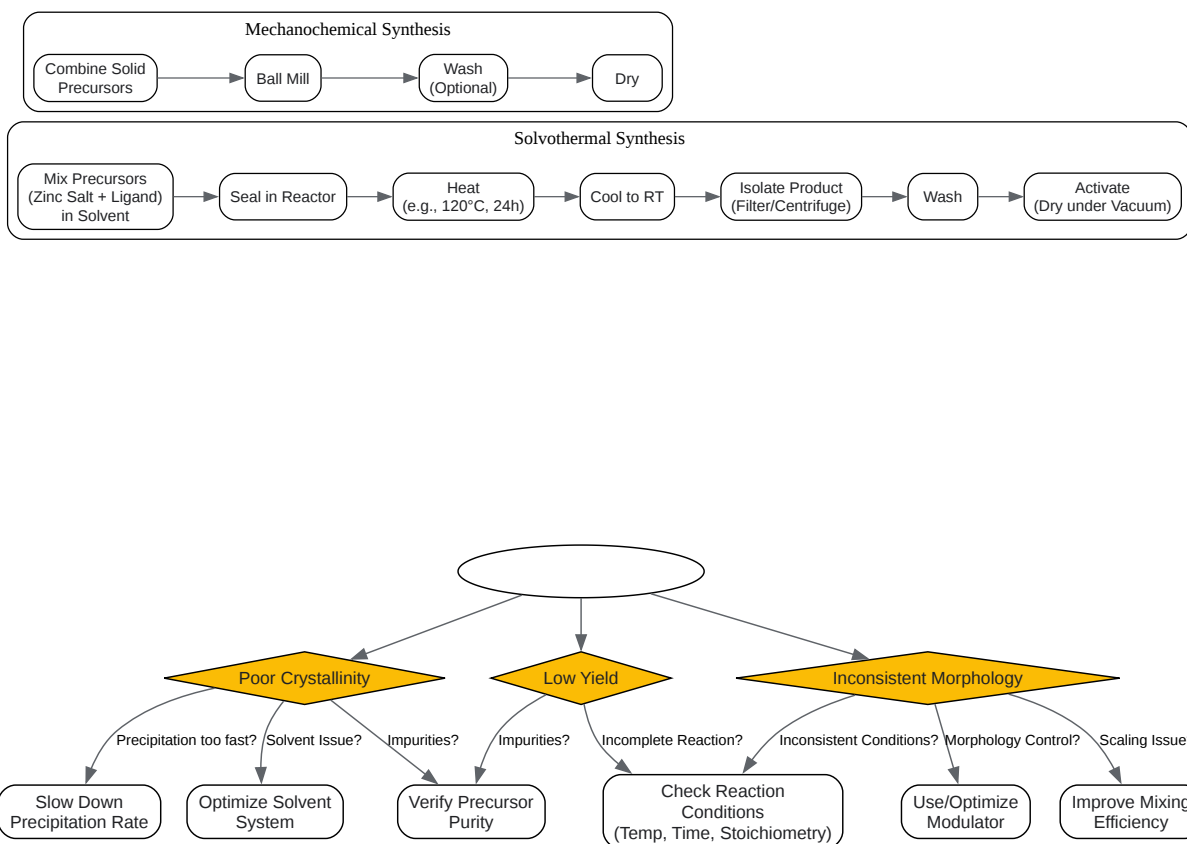 Mechanochemical Synthesis
Combine Solid
Precursors
Ball Mill
Wash
(Optional)
Dry
Solvothermal Synthesis
Mix Precursors
(Zinc Salt + Ligand)
in Solvent
Seal in Reactor
Heat
(e.g., 120°C, 24h)
Cool to RT
Isolate Product
(Filter/Centrifuge)
Wash
Activate
(Dry under Vacuum)
Poor Crystallinity
Low Yield
Inconsistent Morphology
Precipitation too fast?
Solvent Issue?
Impurities?
Impurities?
Incomplete Reaction?
Inconsistent Conditions?
Morphology Control?
Scaling Issue
Slow Down
Precipitation Rate
Optimize Solvent
System
Verify Precursor
Purity
Check Reaction
Conditions
(Temp, Time, Stoichiometry)
Use/Optimize
Modulator
Improve Mixing
Efficiency